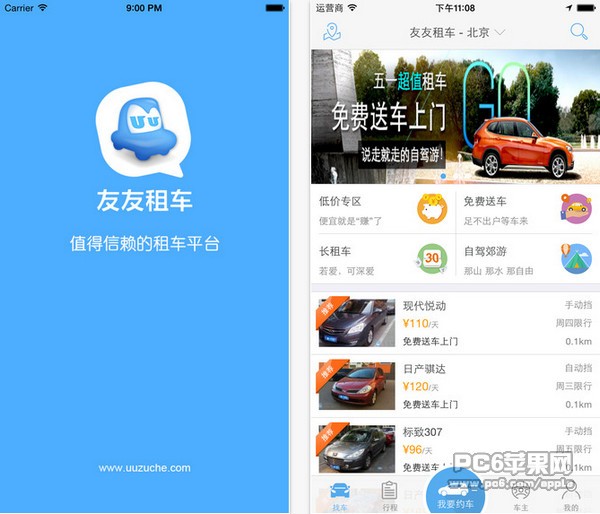 Carrier
9:00 PM
UU
友友租车
值得信赖的租车平台
www.uuzuche.com
运营商
下午11:08
友友租车 - 北京
五一超值租车
GO
免费送车上门
说走就走的自驾游!
低价专区
便宜就是“赚”了
免费送车
足不出户等车来
长租车
若爱、可深爱
30
自驾郊游
那山 那水 那自由
推荐
现代悦动
手动挡
¥110/天
周四限行
免费送车上门
0.1km
推荐
日产骐达
自动挡
¥120/天
周三限行
免费送车上门
0.1km
推荐
标致307
手动挡
¥96/天
周五限行
免费送车上门
0.1km
PC6苹果网
www.pc6.com/apple
找车
行程
我要约车
车主
我的